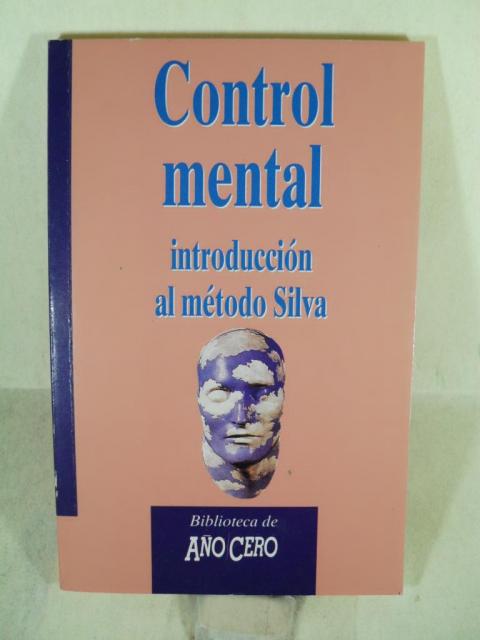 Control
mental
introducción
al método Silva
Biblioteca de
AÑO CERO